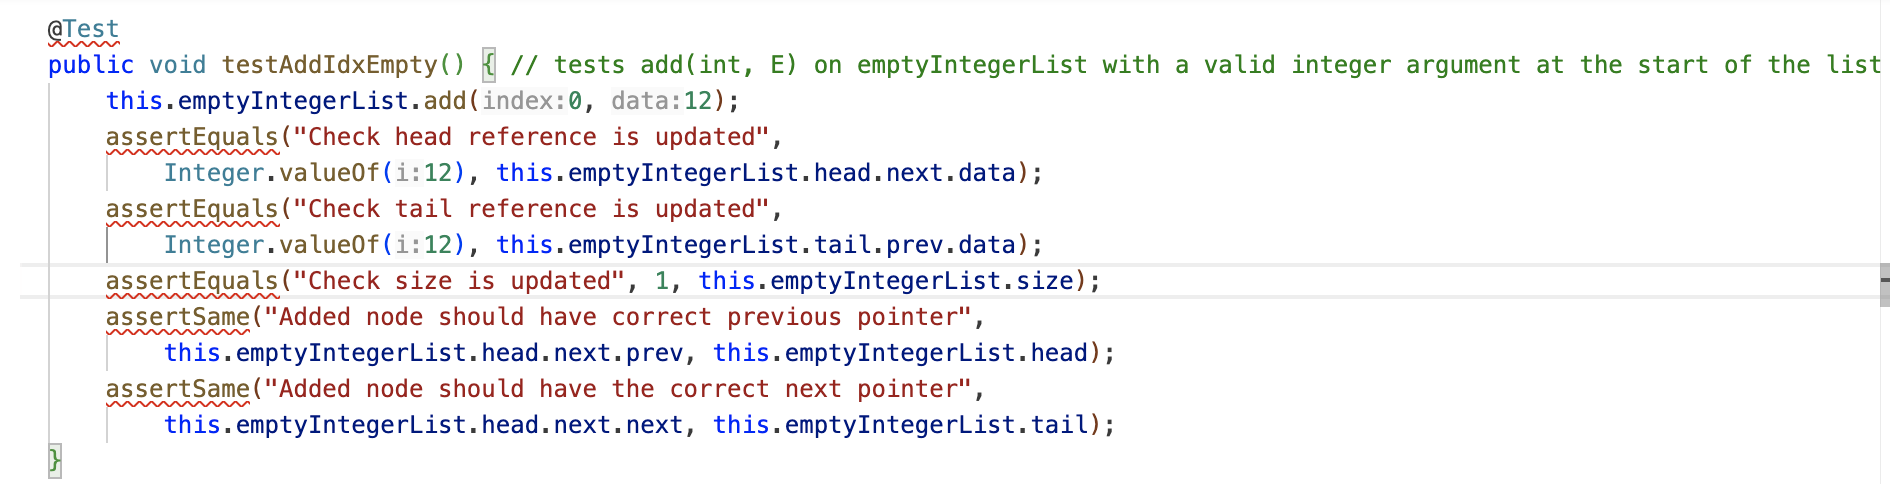 @Test
public void testAddIdxEmpty() { // tests add(int, E) on emptyIntegerList with a valid integer argument at the start of the list
this.emptyIntegerList.add(index:0, data:12);
assertEquals("Check head reference is updated",
Integer.valueOf(i:12), this.emptyIntegerList.head.next.data);
assertEquals("Check tail reference is updated",
Integer.valueOf(i:12), this.emptyIntegerList.tail.prev.data);
assertEquals("Check size is updated", 1, this.emptyIntegerList.size);
assertSame("Added node should have correct previous pointer",
this.emptyIntegerList.head.next.prev, this.emptyIntegerList.head);
assertSame("Added node should have the correct next pointer",
this.emptyIntegerList.head.next.next, this.emptyIntegerList.tail);
}